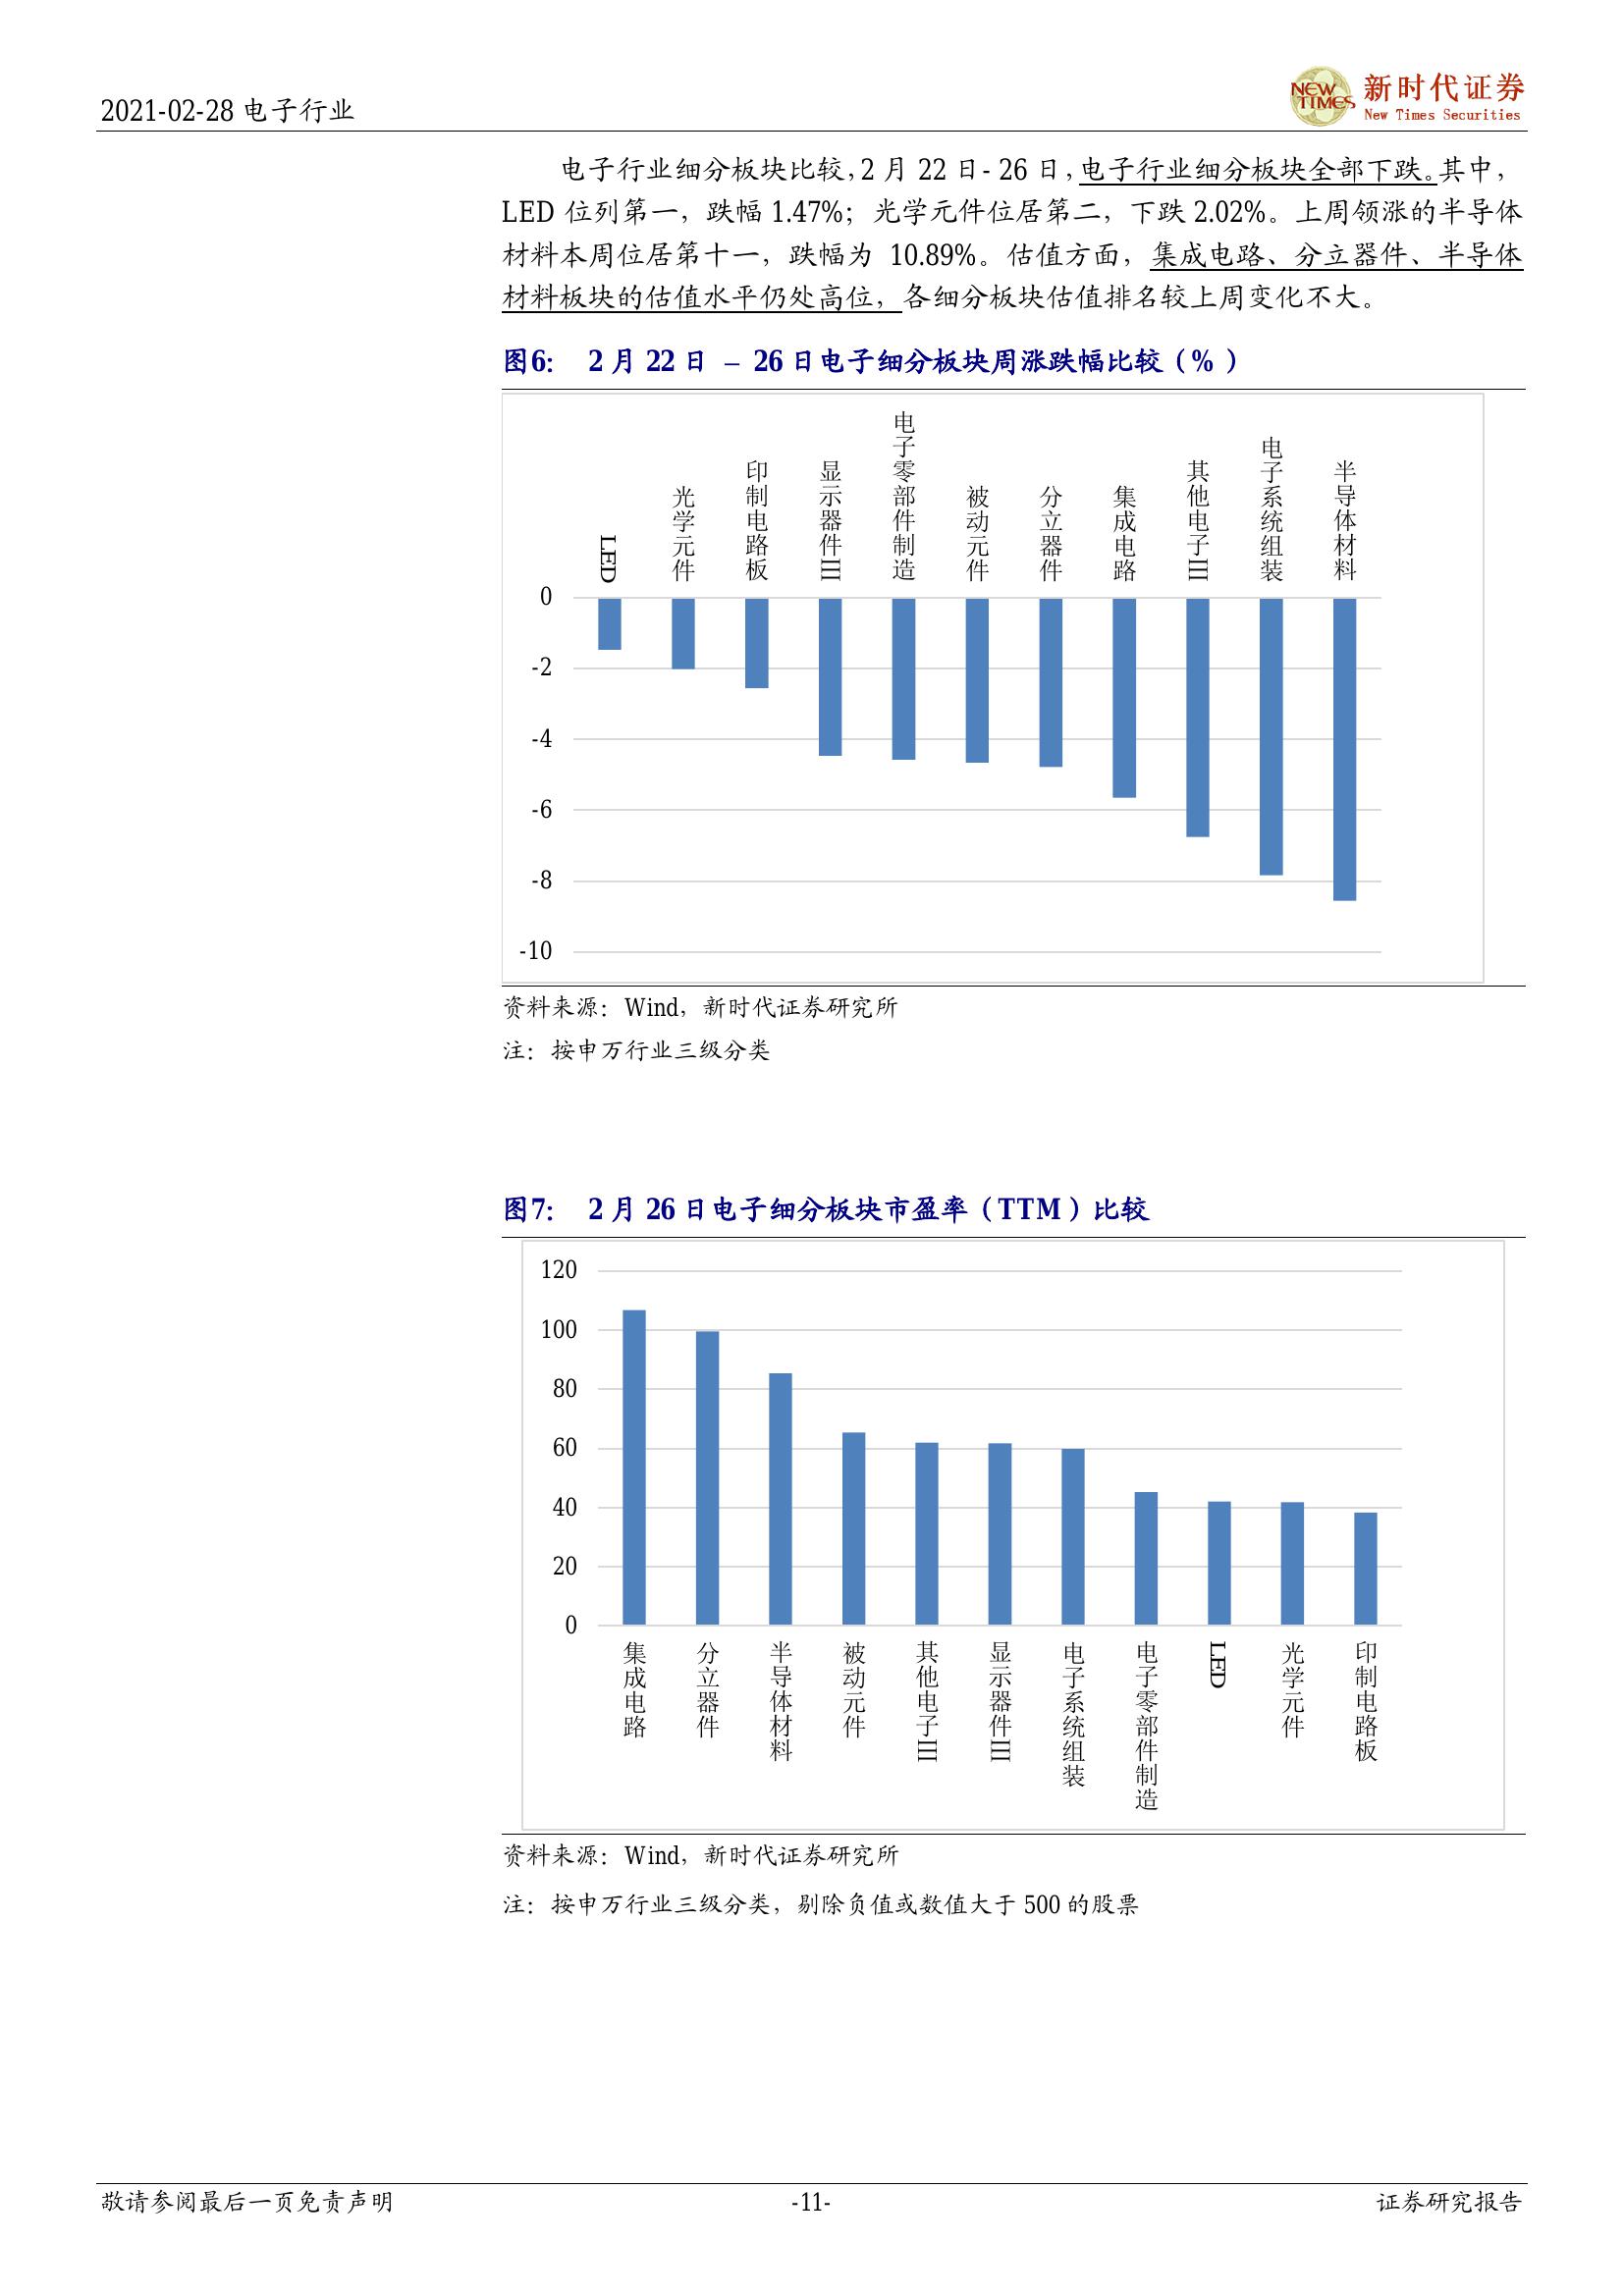 2021-02-28 电子行业
NEW TIMES
新时代证券
New Times Securities
电子行业细分板块比较，2 月 22 日- 26 日，电子行业细分板块全部下跌。其中，
LED 位列第一，跌幅 1.47%；光学元件位居第二，下跌 2.02%。上周领涨的半导体
材料本周位居第十一，跌幅为 10.89%。估值方面，集成电路、分立器件、半导体
材料板块的估值水平仍处高位，各细分板块估值排名较上周变化不大。
图6： 2 月 22 日 – 26 日电子细分板块周涨跌幅比较（% ）
LED
光学元件
印制电路板
显示器件III
电子零部件制造
被动元件
分立器件
集成电路
其他电子III
电子系统组装
半导体材料
0
-2
-4
-6
-8
-10
资料来源：Wind，新时代证券研究所
注：按申万行业三级分类
图7： 2 月 26 日电子细分板块市盈率（TTM）比较
120
100
80
60
40
20
0
集成电路
分立器件
半导体材料
被动元件
其他电子III
显示器件III
电子系统组装
电子零部件制造
LED
光学元件
印制电路板
资料来源：Wind，新时代证券研究所
注：按申万行业三级分类，剔除负值或数值大于 500 的股票
敬请参阅最后一页免责声明
-11-
证券研究报告